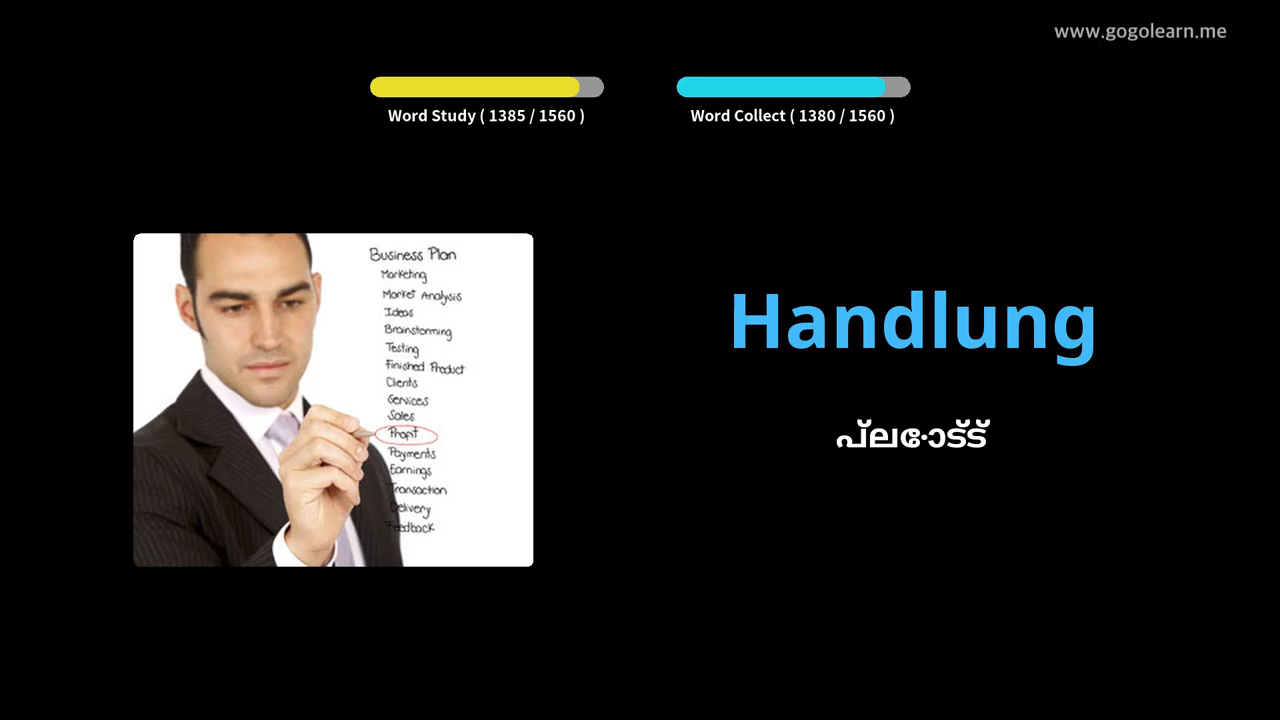 www.gogolearn.me
Word Study ( 1385 / 1560 )
Word Collect ( 1380 / 1560 )
Business Plan
Marketing
Market Analysis
Ideas
Brainstorming
Testing
Finished Product
Clients
Services
Sales
Profit
Payments
Earnings
Transaction
Delivery
Feedback
Handlung
പ്ലോട്ട്